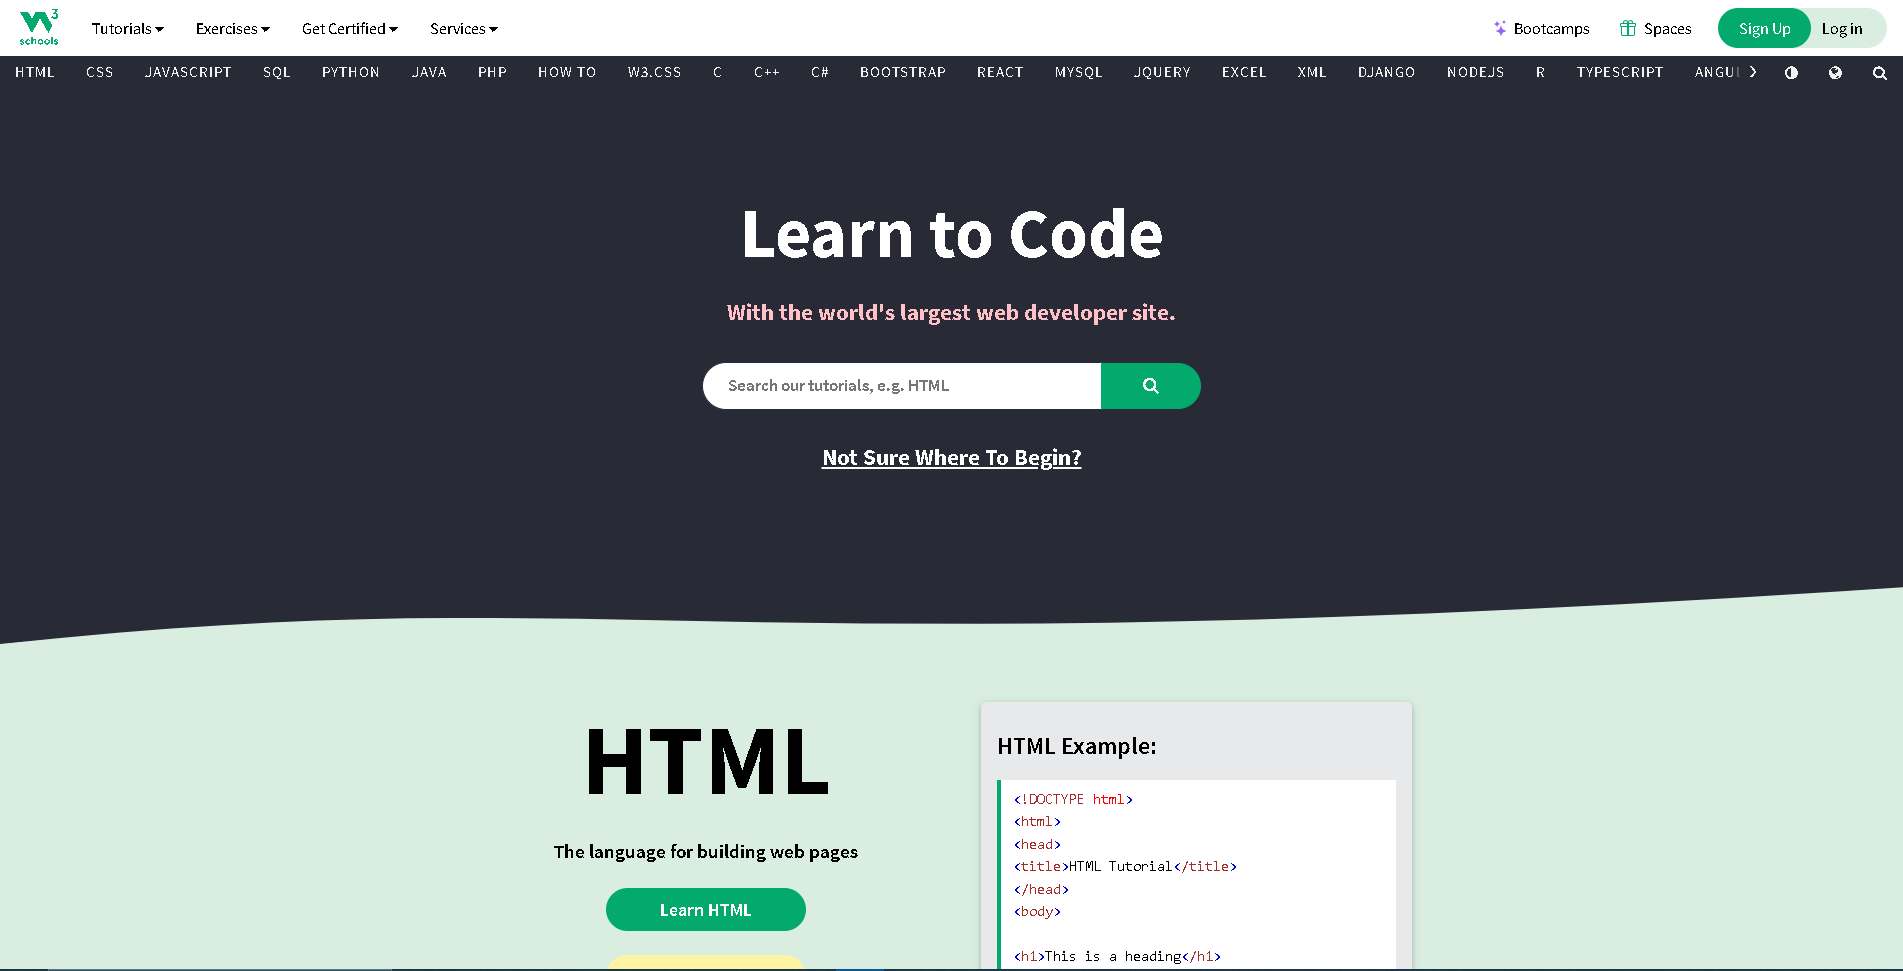 W3 schools
Tutorials Exercises Get Certified Services Bootcamps Spaces Sign Up Log in
HTML CSS JAVASCRIPT SQL PYTHON JAVA PHP HOW TO W3.CSS C C++ C# BOOTSTRAP REACT MYSQL JQUERY EXCEL XML DJANGO NODEJS R TYPESCRIPT ANGUL
Learn to Code
With the world's largest web developer site.
Search our tutorials, e.g. HTML
Not Sure Where To Begin?
HTML
The language for building web pages
Learn HTML
HTML Example:
<!DOCTYPE html>
<html>
<head>
<title>HTML Tutorial</title>
</head>
<body>
<h1>This is a heading</h1>